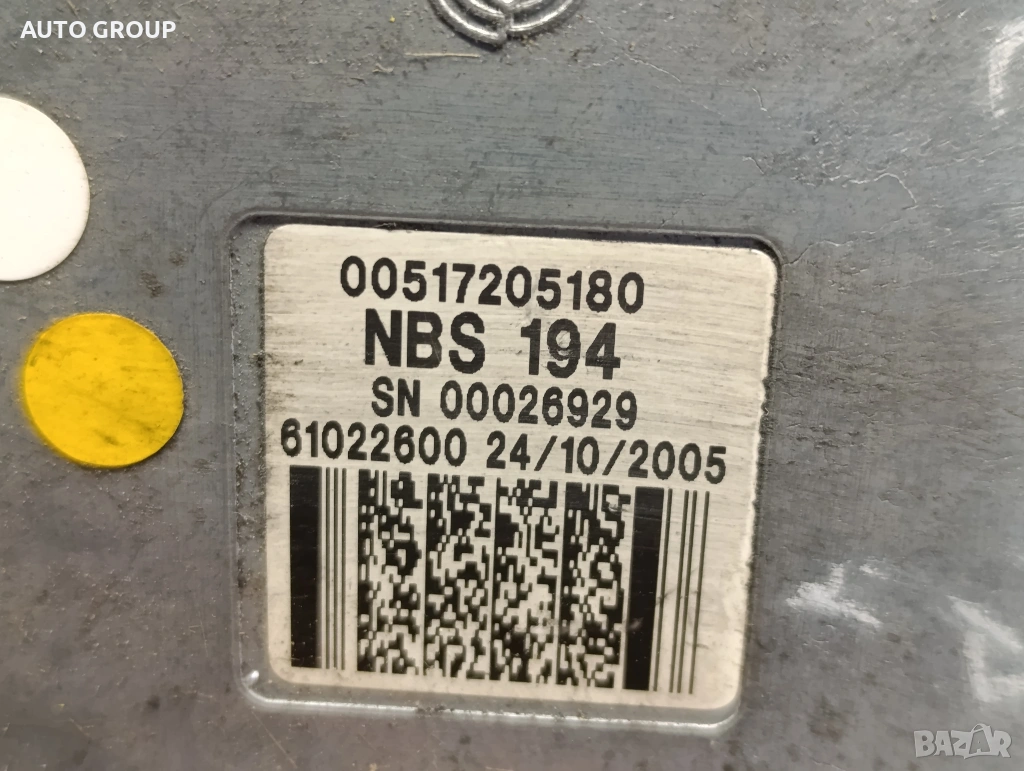 AUTO GROUP
00517205180
NBS 194
SN 00026929
61022600 24/10/2005
BAZAR